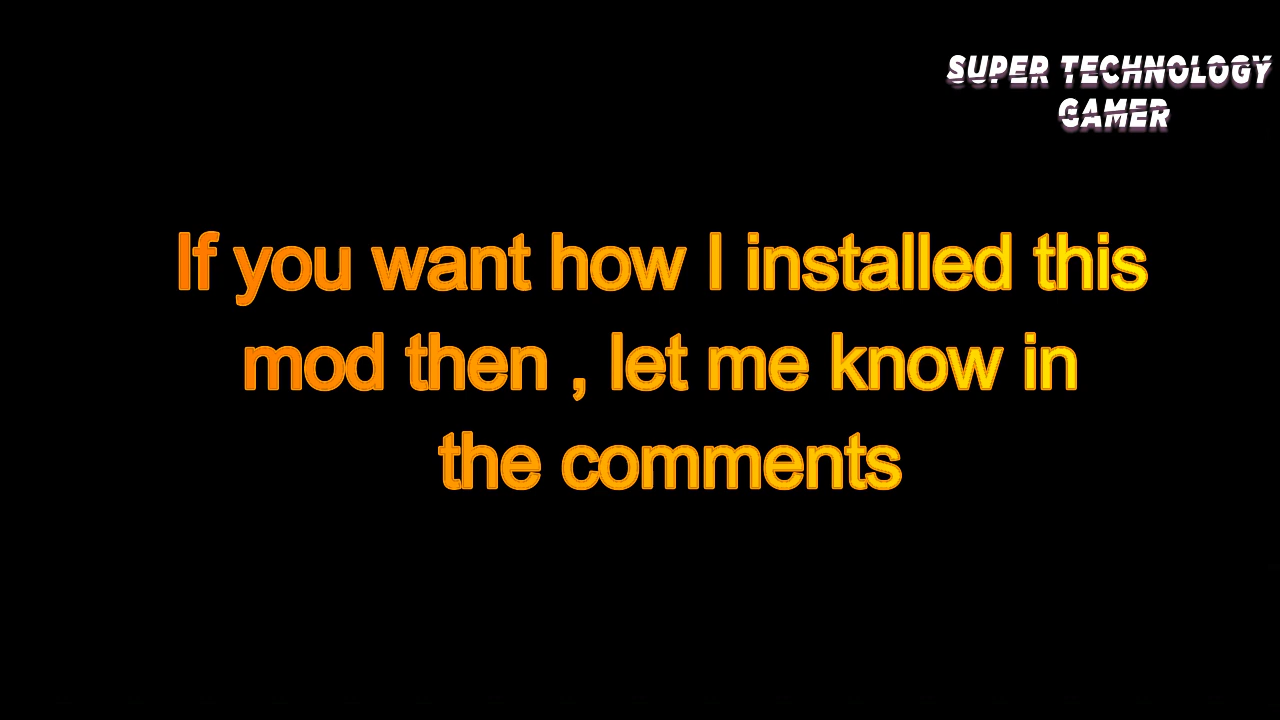 SUPER TECHNOLOGY
GAMER
If you want how I installed this
mod then , let me know in
the comments